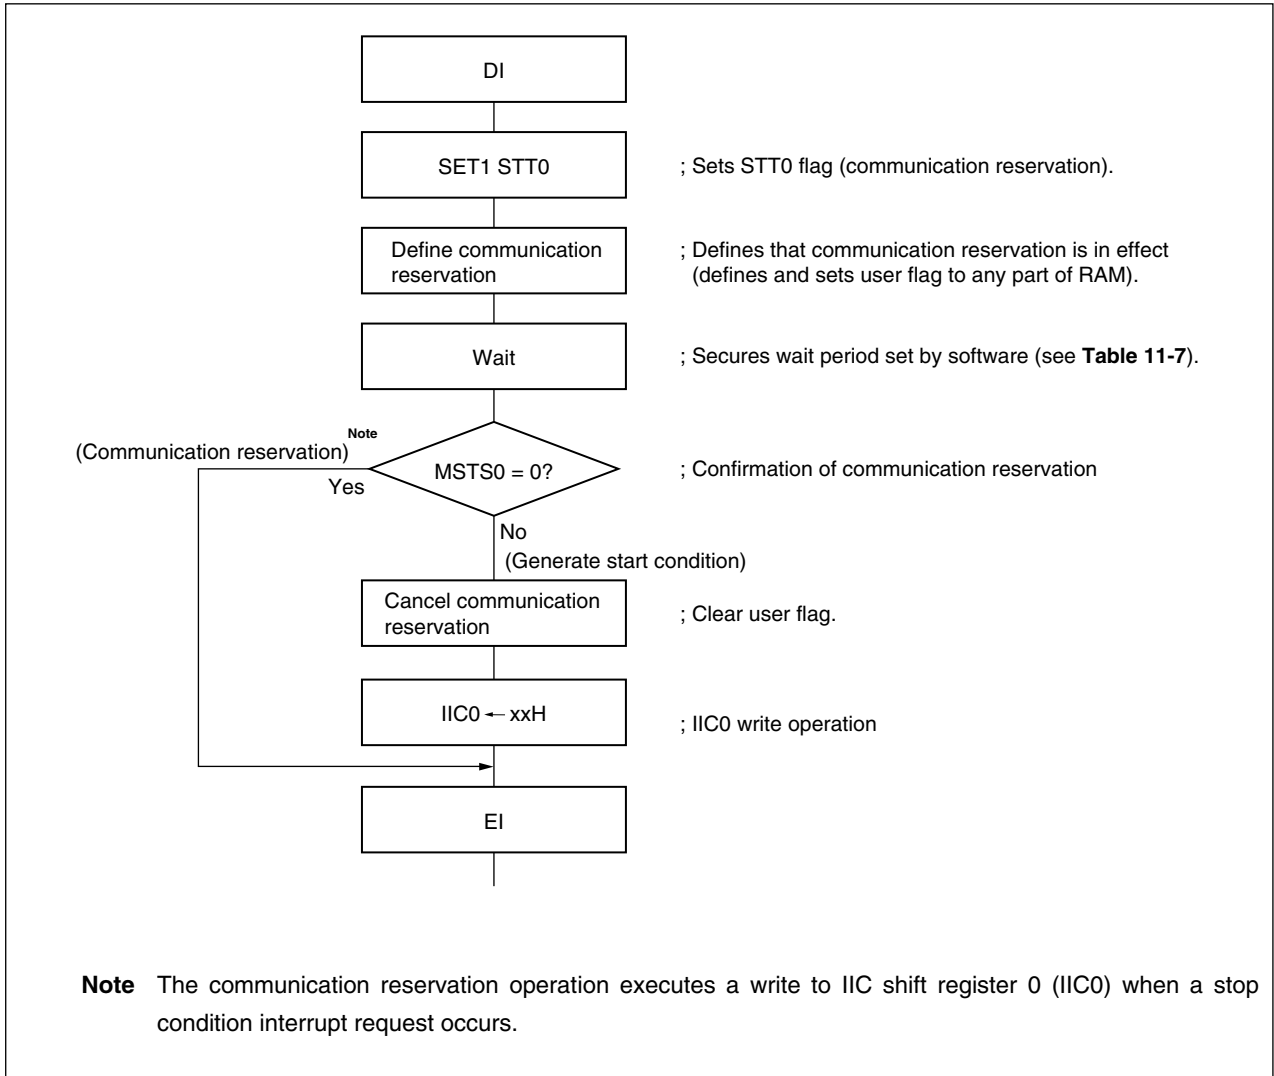 DI
SET1 STT0
; Sets STT0 flag (communication reservation).
Define communication
reservation
; Defines that communication reservation is in effect
(defines and sets user flag to any part of RAM).
Wait
; Secures wait period set by software (see Table 11-7).
(Communication reservation) Note
Yes
MSTS0 = 0?
; Confirmation of communication reservation
No
(Generate start condition)
Cancel communication
reservation
; Clear user flag.
IIC0 ← xxH
; IIC0 write operation
EI
Note The communication reservation operation executes a write to IIC shift register 0 (IIC0) when a stop
condition interrupt request occurs.